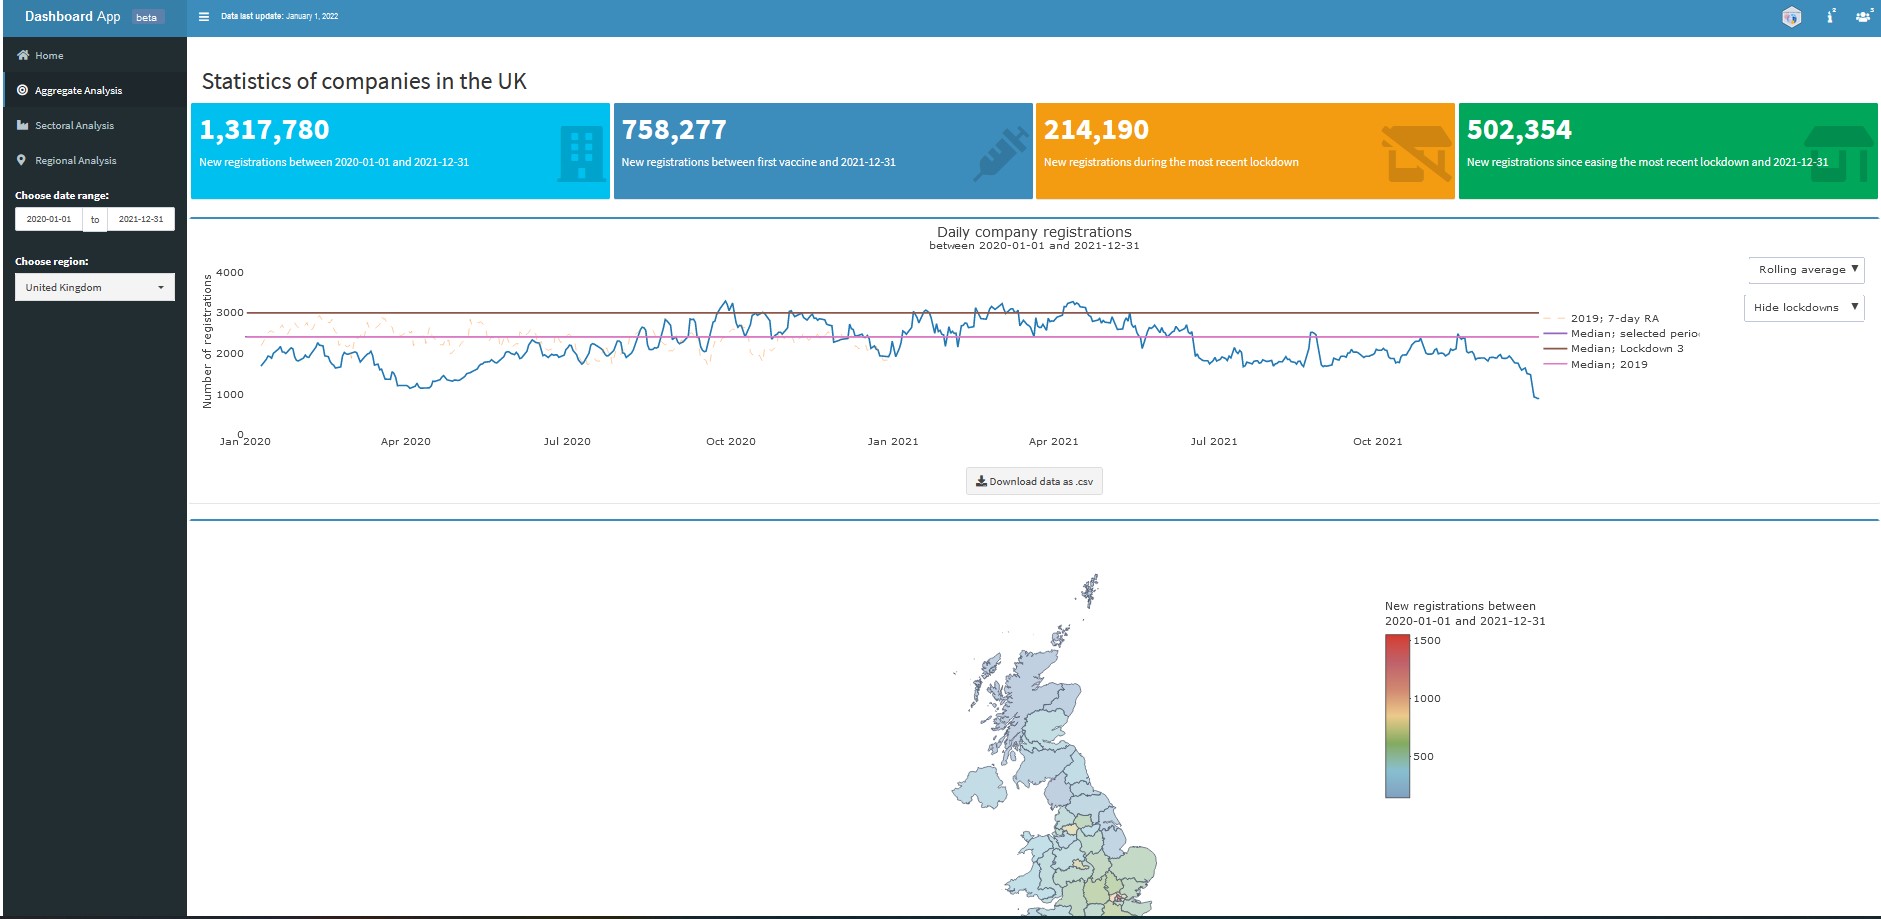 Dashboard App beta
Data last update: January 1, 2022
2
3
Home
Aggregate Analysis
Sectoral Analysis
Regional Analysis
Choose date range:
2020-01-01 to 2021-12-31
Choose region:
United Kingdom
Statistics of companies in the UK
1,317,780
New registrations between 2020-01-01 and 2021-12-31
758,277
New registrations between first vaccine and 2021-12-31
214,190
New registrations during the most recent lockdown
502,354
New registrations since easing the most recent lockdown and 2021-12-31
Daily company registrations
between 2020-01-01 and 2021-12-31
Number of registrations
4000
3000
2000
1000
0
Jan 2020
Apr 2020
Jul 2020
Oct 2020
Jan 2021
Apr 2021
Jul 2021
Oct 2021
Rolling average ▼
Hide lockdowns ▼
2019; 7-day RA
Median; selected perio
Median; Lockdown 3
Median; 2019
Download data as .csv
New registrations between
2020-01-01 and 2021-12-31
1500
1000
500